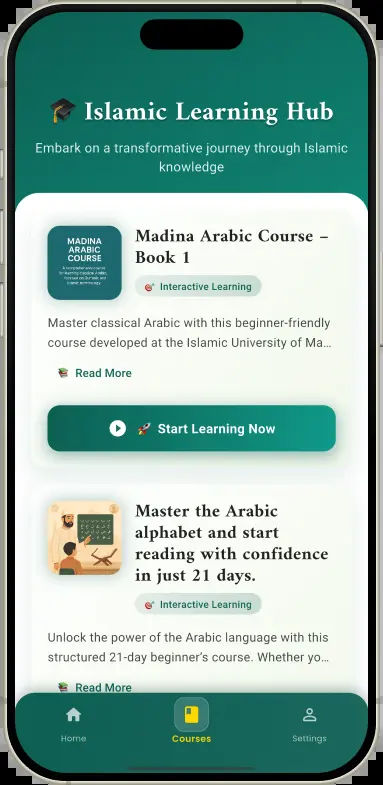 🎓 Islamic Learning Hub
Embark on a transformative journey through Islamic
knowledge
MADINA
ARABIC
COURSE
Madina Arabic Course –
Book 1
🎯 Interactive Learning
Master classical Arabic with this beginner-friendly
course developed at the Islamic University of Ma...
📚 Read More
🚀 Start Learning Now
Master the Arabic
alphabet and start
reading with confidence
in just 21 days.
🎯 Interactive Learning
Unlock the power of the Arabic language with this
structured 21-day beginner's course. Whether yo...
📚 Read More
Home
Courses
Settings